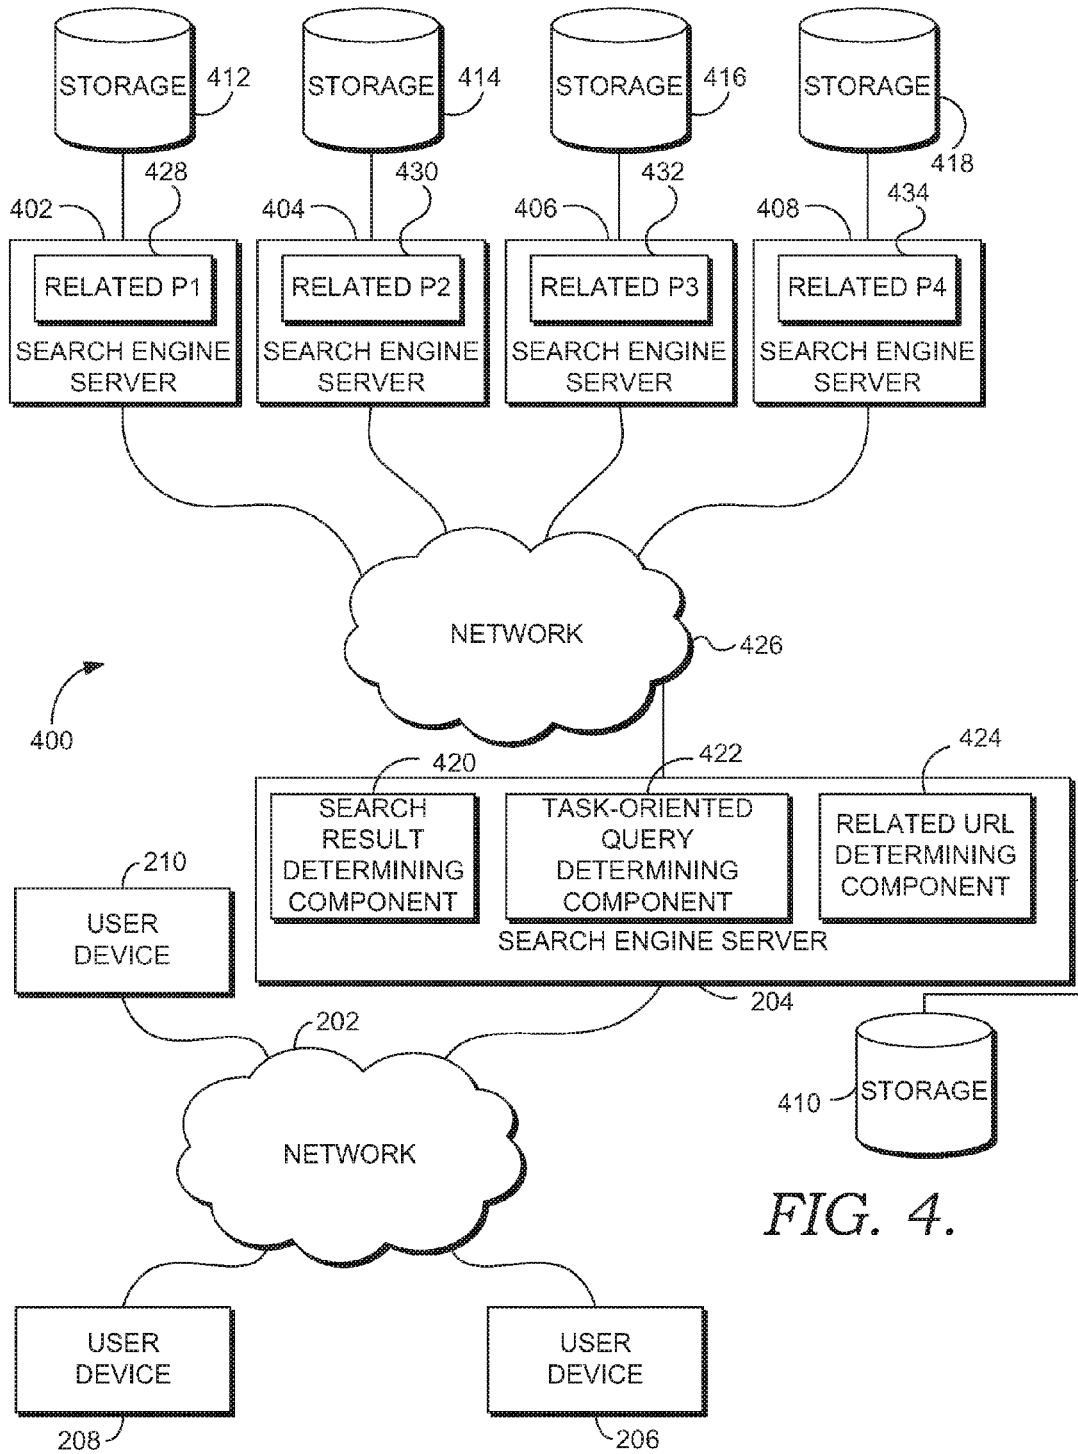 STORAGE
412
STORAGE
414
STORAGE
416
STORAGE
418
428
430
432
434
402
404
406
408
RELATED P1
SEARCH ENGINE
SERVER
RELATED P2
SEARCH ENGINE
SERVER
RELATED P3
SEARCH ENGINE
SERVER
RELATED P4
SEARCH ENGINE
SERVER
NETWORK
426
400
420
422
424
SEARCH
RESULT
DETERMINING
COMPONENT
TASK-ORIENTED
QUERY
DETERMINING
COMPONENT
RELATED URL
DETERMINING
COMPONENT
SEARCH ENGINE SERVER
210
USER
DEVICE
204
202
NETWORK
410
STORAGE
FIG. 4.
USER
DEVICE
208
USER
DEVICE
206